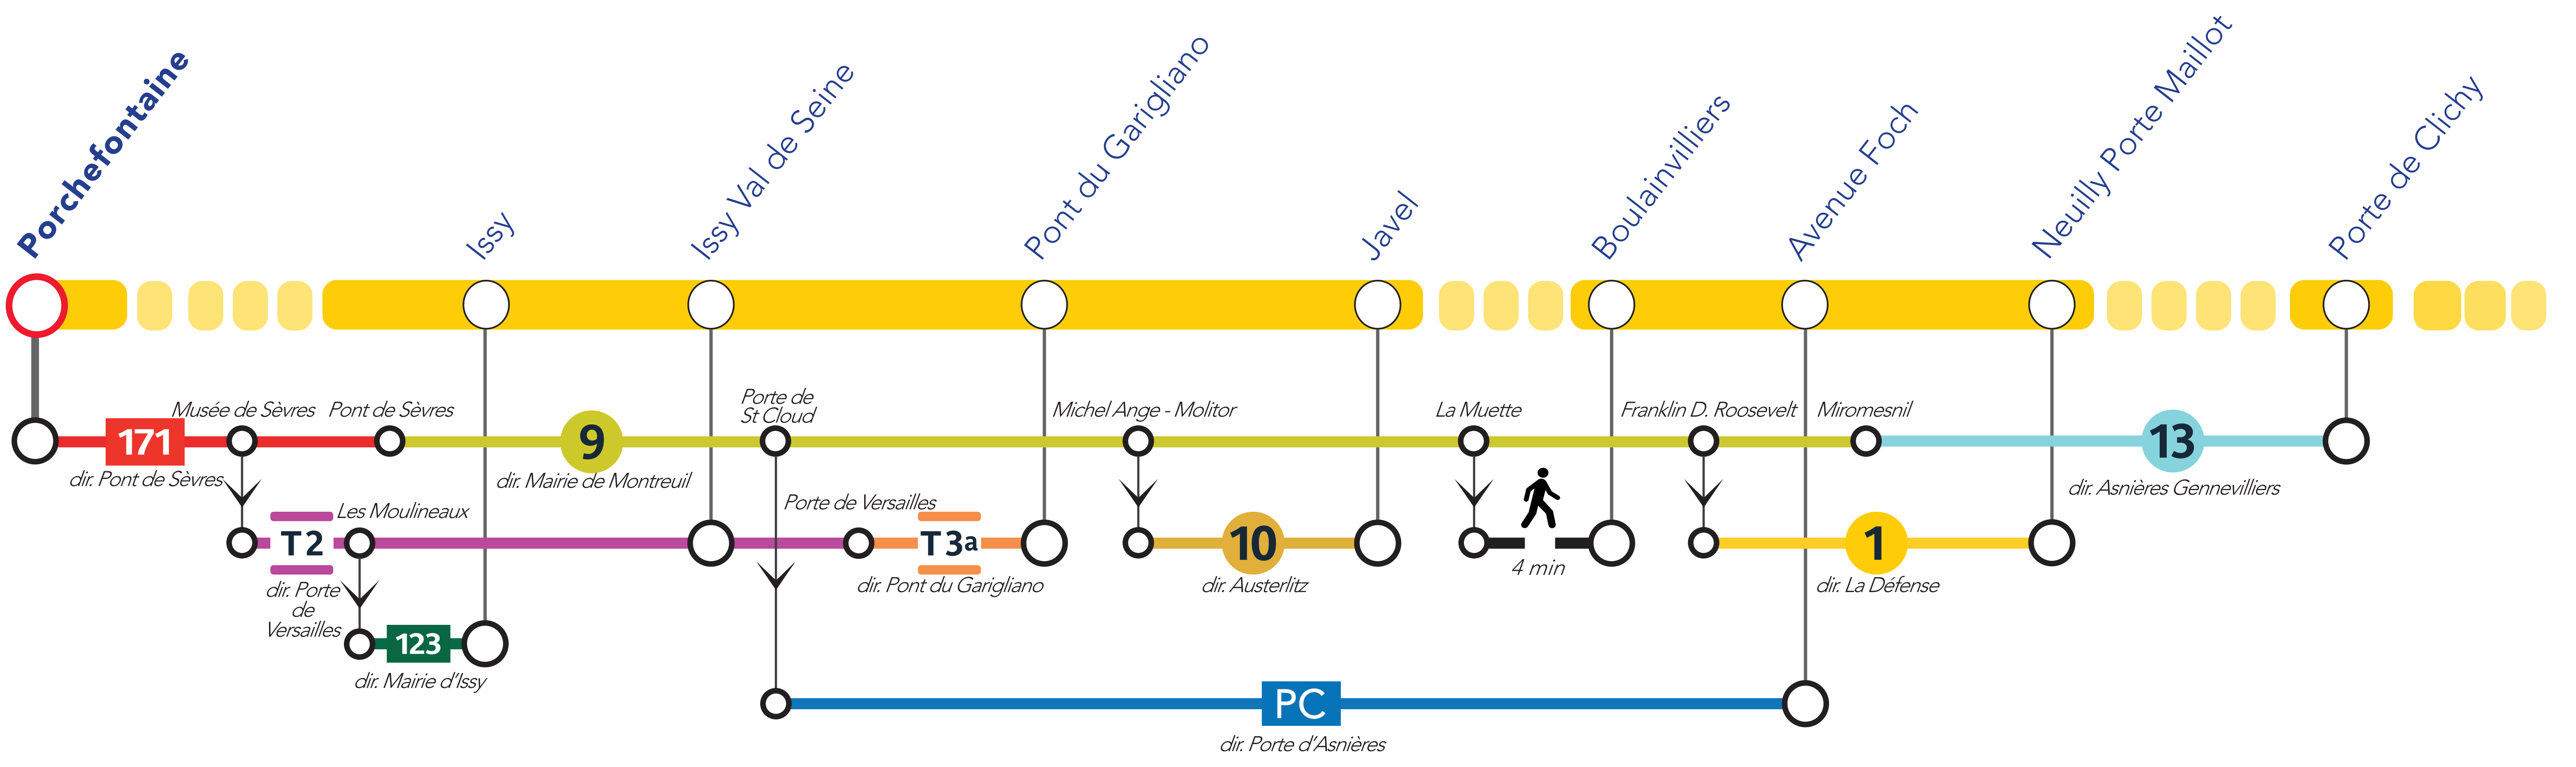 Porchefontaine
Issy
Issy Val de Seine
Pont du Garigliano
Javel
Boulainvilliers
Avenue Foch
Neuilly Porte Maillot
Porte de Clichy
Musée de Sèvres
Pont de Sèvres
Porte de
St Cloud
Michel Ange - Molitor
La Muette
Franklin D. Roosevelt
Miromesnil
171
9
13
dir. Pont de Sèvres
dir. Mairie de Montreuil
dir. Asnières Gennevilliers
Les Moulineaux
Porte de Versailles
T2
T3a
10
1
4 min
dir. Porte
de
Versailles
dir. Pont du Garigliano
dir. Austerlitz
dir. La Défense
123
dir. Mairie d'Issy
PC
dir. Porte d'Asnières